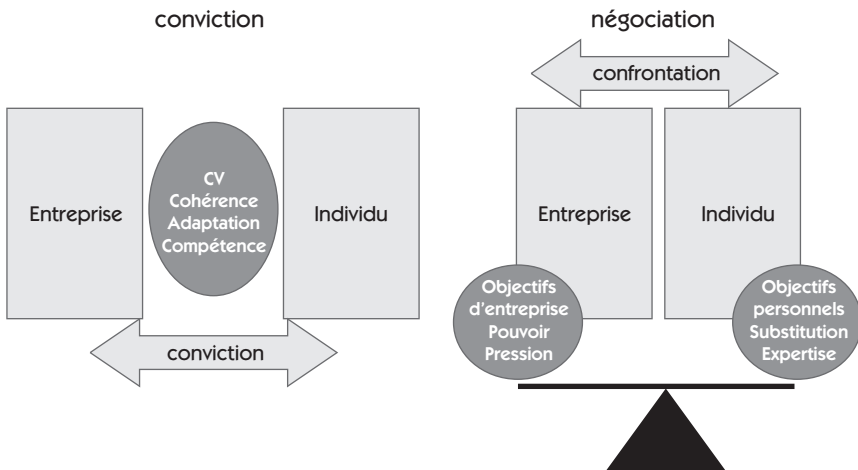 conviction
Entreprise
CV
Cohérence
Adaptation
Compétence
Individu
conviction
négociation
confrontation
Entreprise
Individu
Objectifs
d'entreprise
Pouvoir
Pression
Objectifs
personnels
Substitution
Expertise